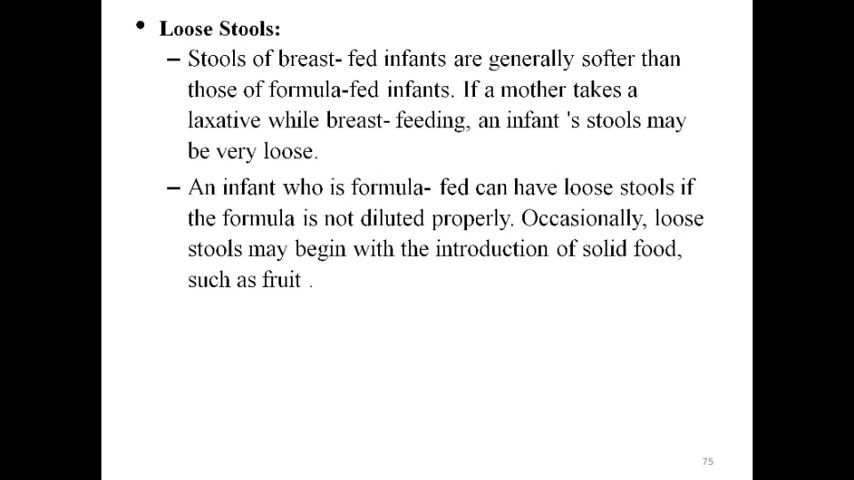 • Loose Stools:
– Stools of breast- fed infants are generally softer than
those of formula-fed infants. If a mother takes a
laxative while breast- feeding, an infant 's stools may
be very loose.
– An infant who is formula- fed can have loose stools if
the formula is not diluted properly. Occasionally, loose
stools may begin with the introduction of solid food,
such as fruit .
75